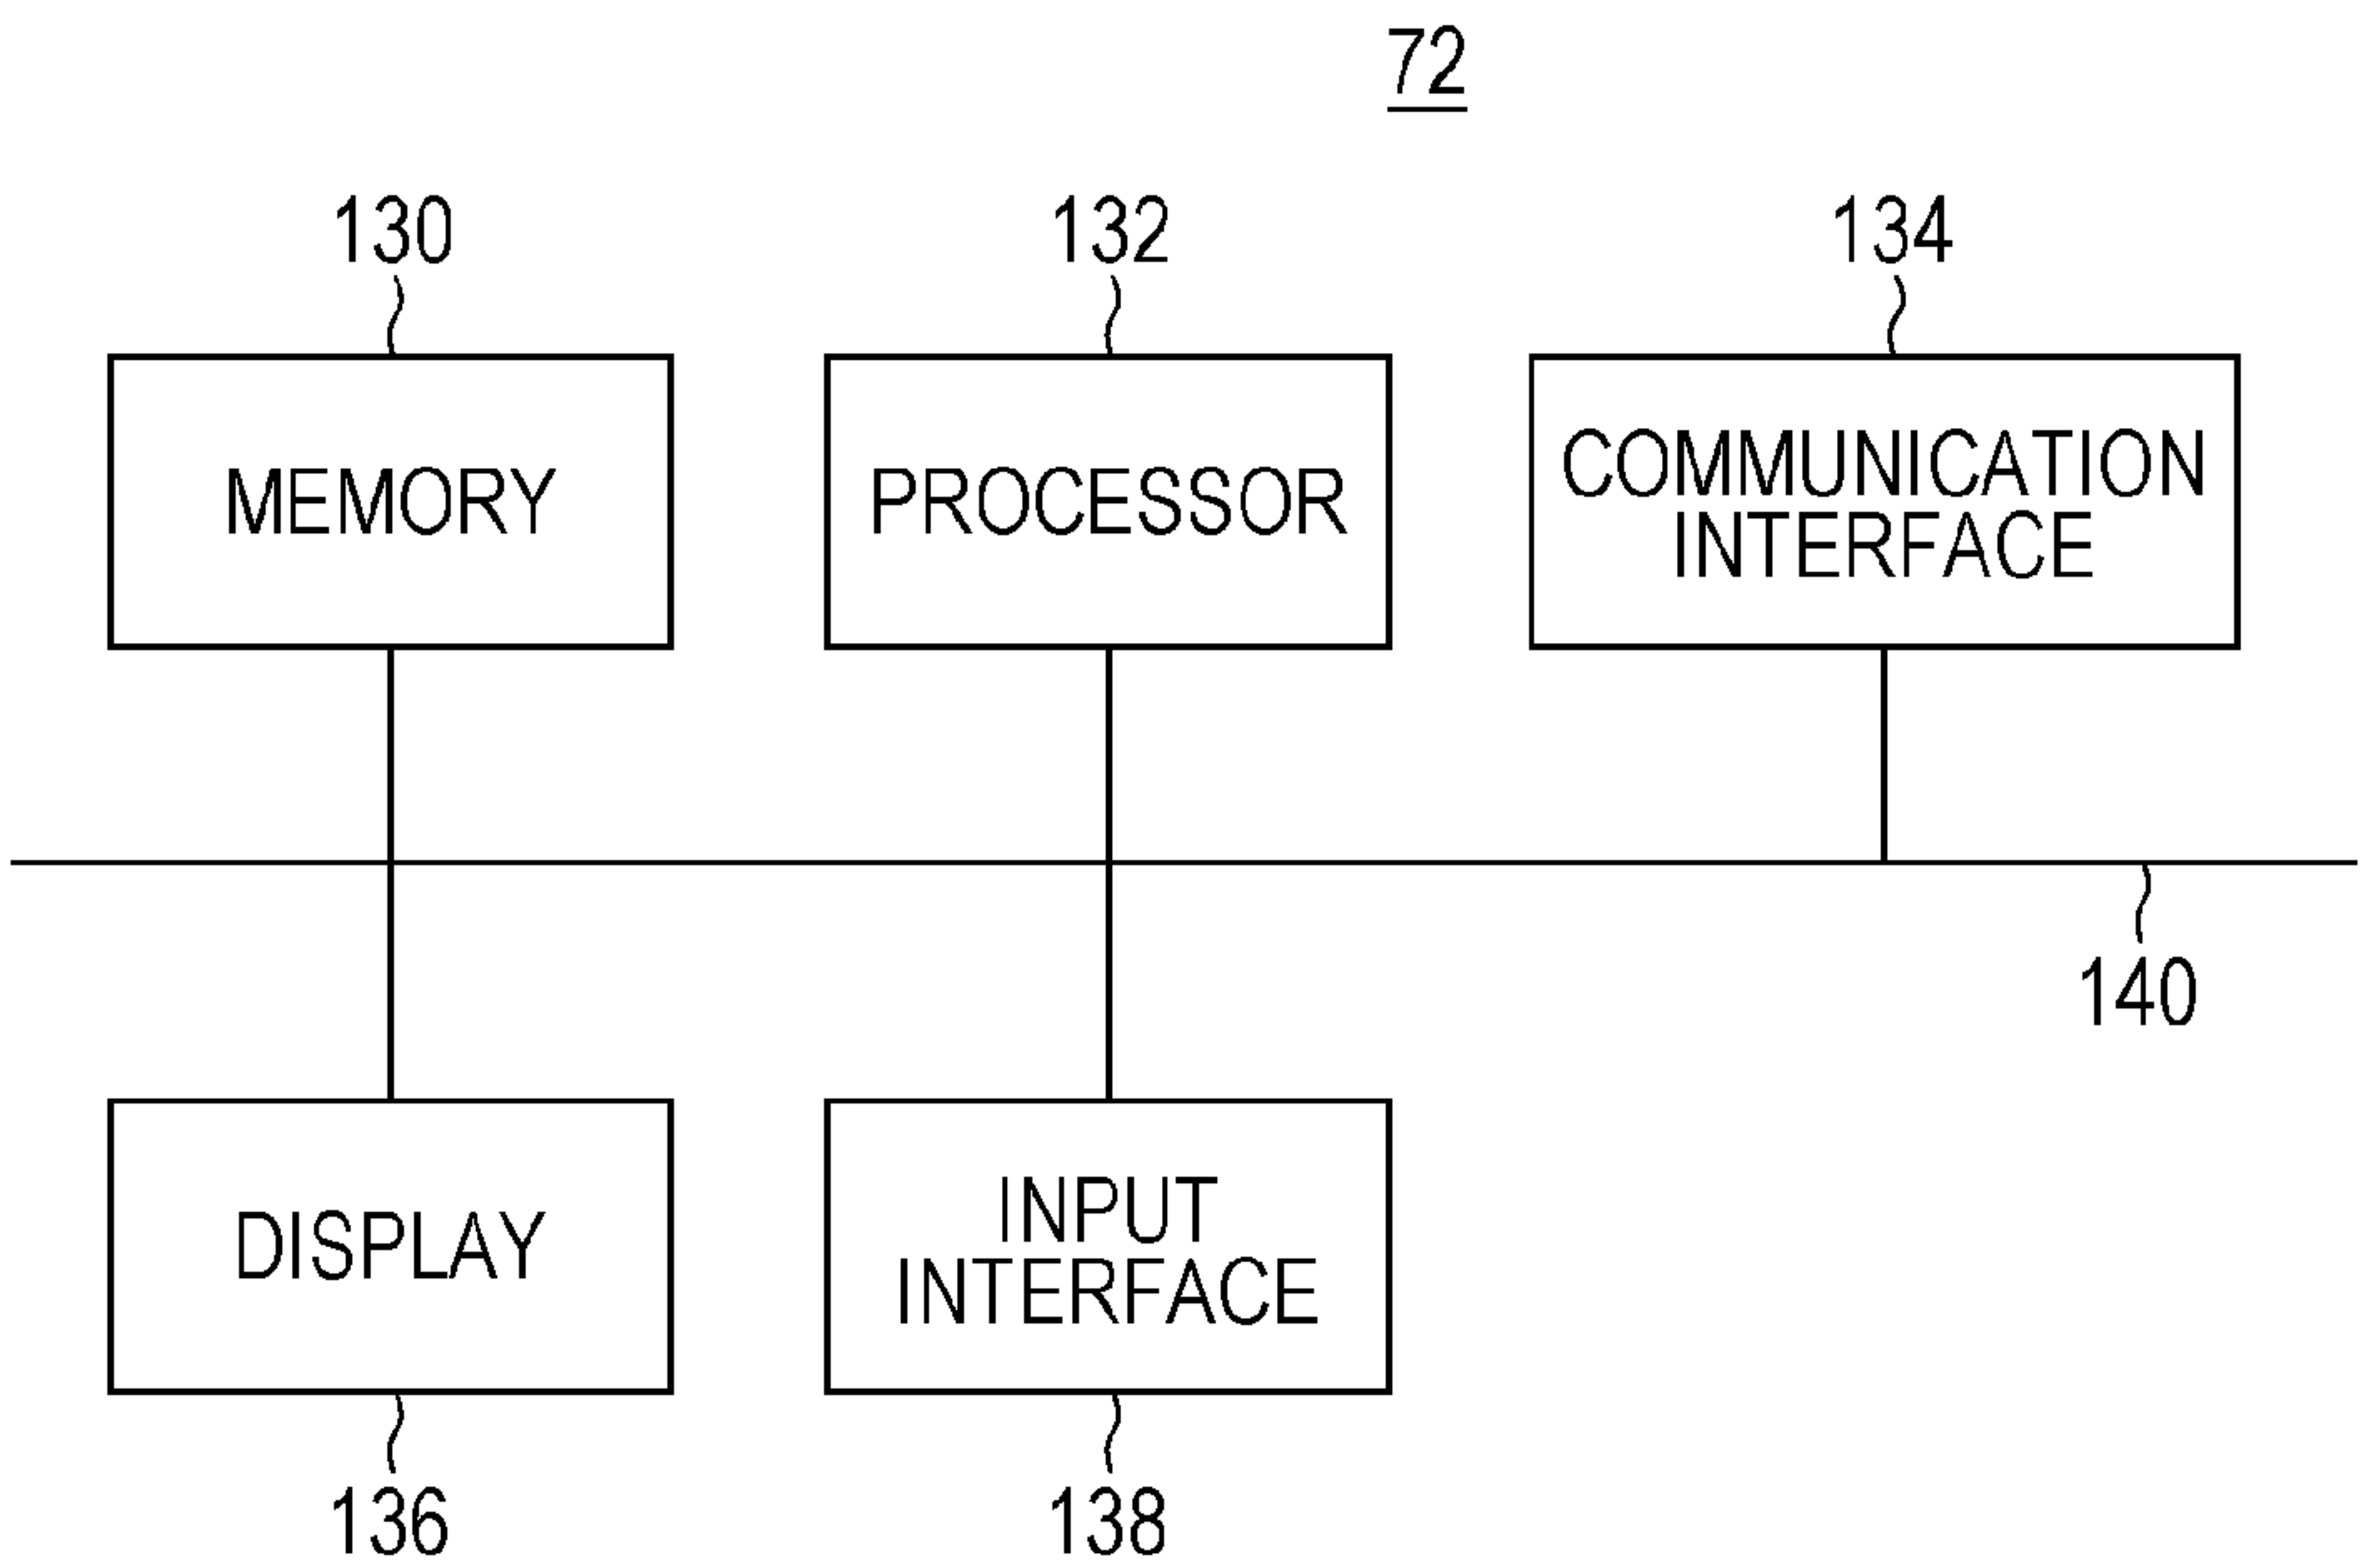 72
130
132
134
MEMORY
PROCESSOR
COMMUNICATION
INTERFACE
140
DISPLAY
INPUT
INTERFACE
136
138